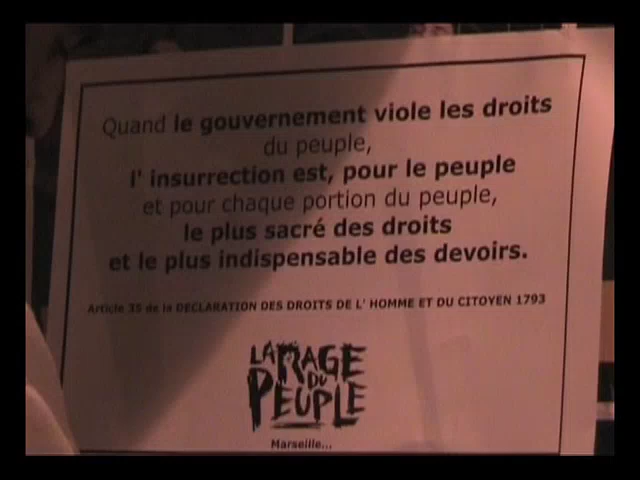 Quand le gouvernement viole les droits
du peuple,
l' insurrection est, pour le peuple
et pour chaque portion du peuple,
le plus sacré des droits
et le plus indispensable des devoirs.
Article 35 de la DECLARATION DES DROITS DE L' HOMME ET DU CITOYEN 1793
LA RAGE
DU
PEUPLE
Marseille...